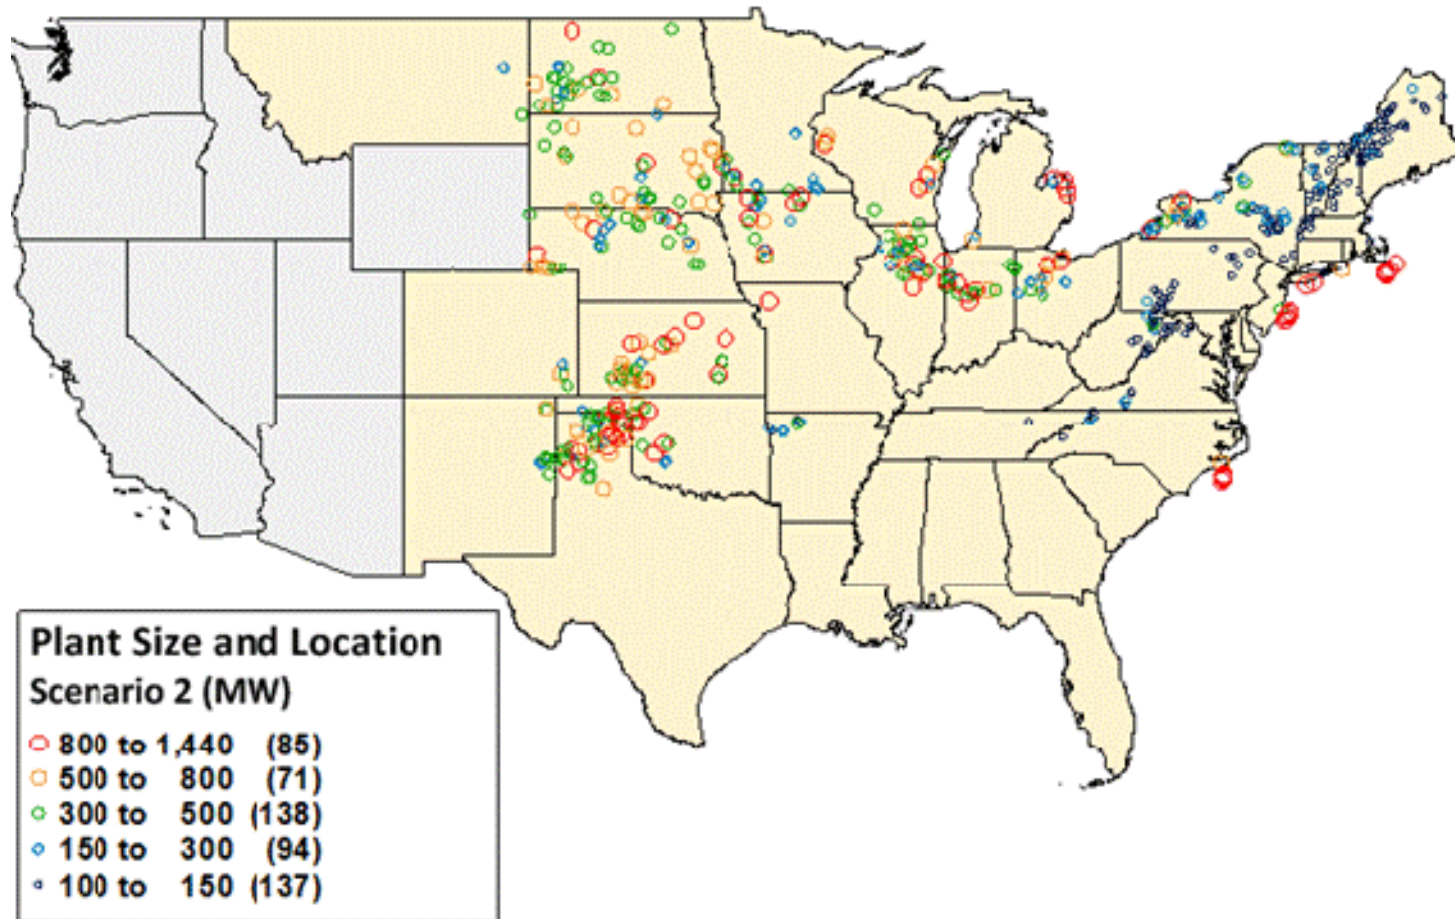 Plant Size and Location
Scenario 2 (MW)
800 to 1,440 (85)
500 to 800 (71)
300 to 500 (138)
150 to 300 (94)
100 to 150 (137)